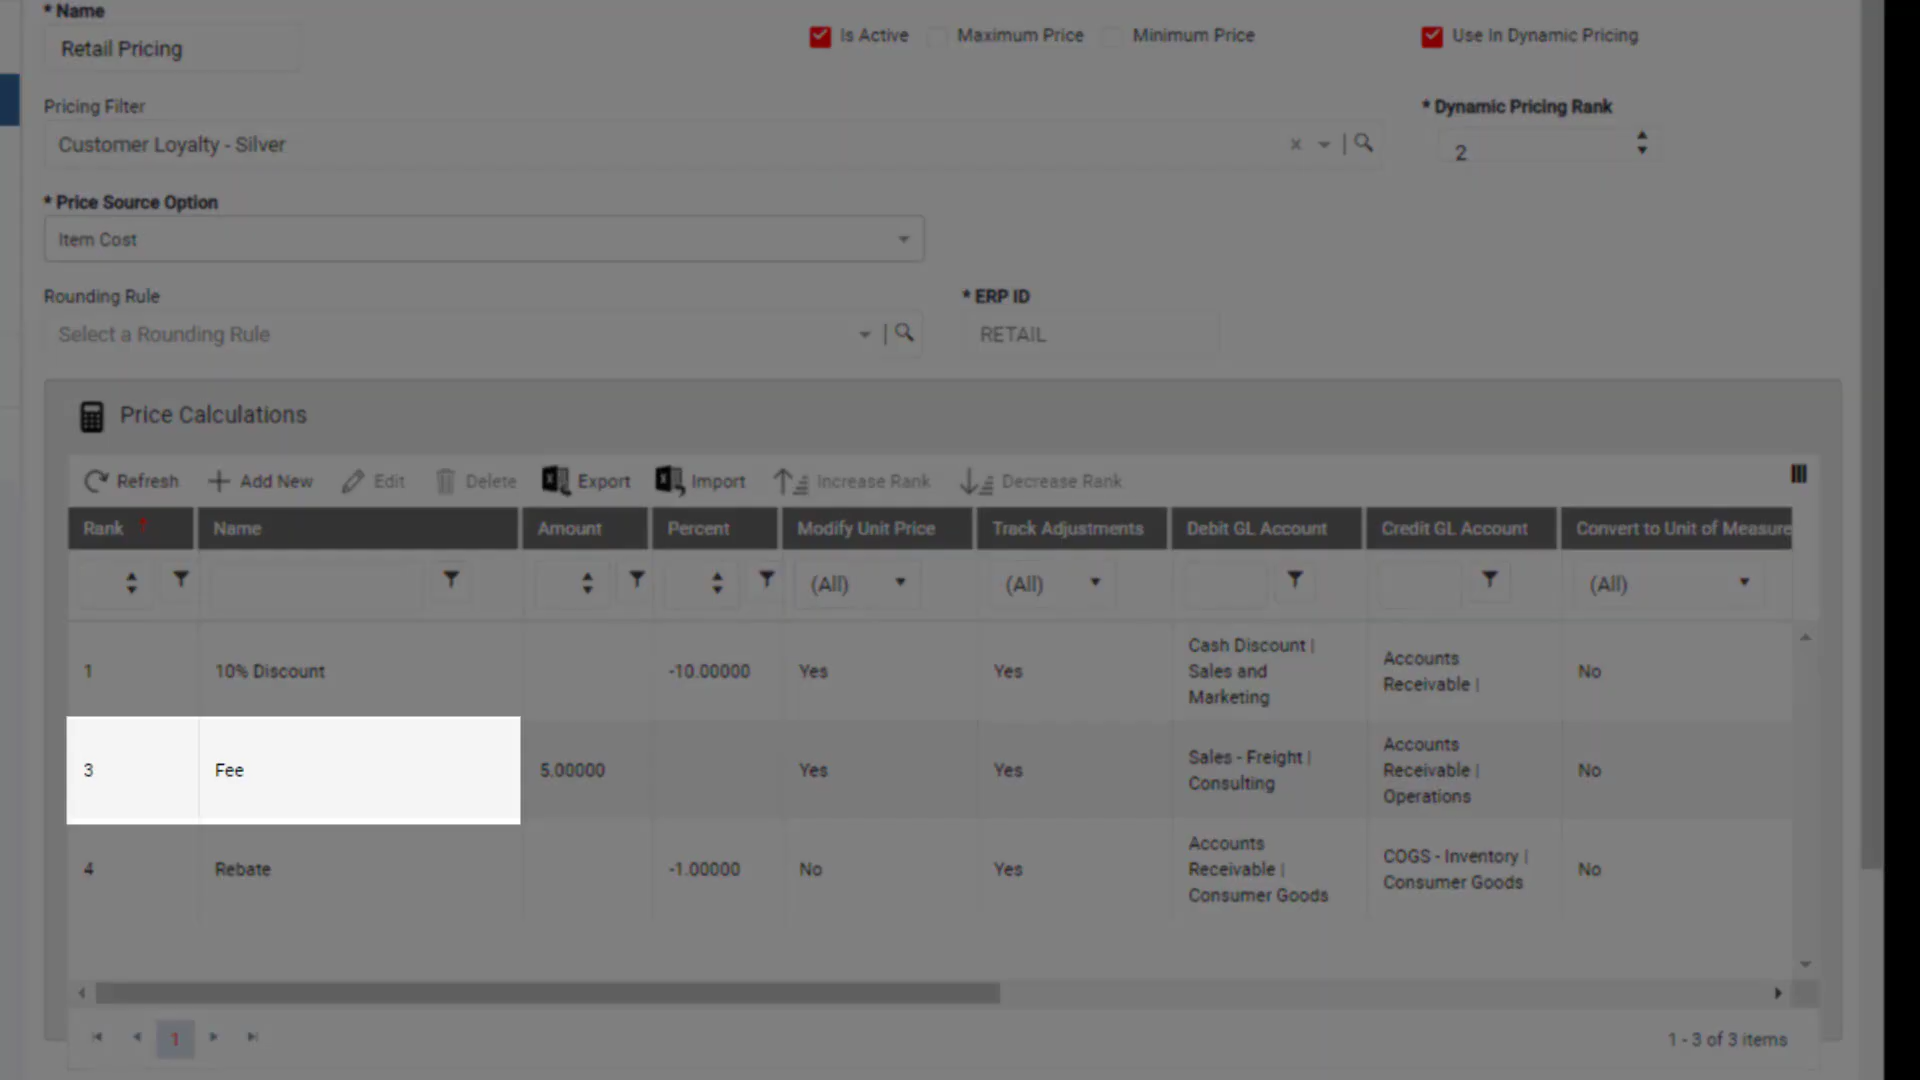 * Name
Retail Pricing
Is Active
Maximum Price
Minimum Price
Use In Dynamic Pricing
Pricing Filter
Customer Loyalty - Silver
* Dynamic Pricing Rank
2
* Price Source Option
Item Cost
Rounding Rule
Select a Rounding Rule
* ERP ID
RETAIL
Price Calculations
Refresh Add New Edit Delete Export Import Increase Rank Decrease Rank
Rank Name Amount Percent Modify Unit Price Track Adjustments Debit GL Account Credit GL Account Convert to Unit of Measure
(All) (All) (All)
1 10% Discount -10.00000 Yes Yes Cash Discount | Sales and Marketing Accounts Receivable | No
3 Fee 5.00000 Yes Yes Sales - Freight | Consulting Accounts Receivable | Operations No
4 Rebate -1.00000 No Yes Accounts Receivable | Consumer Goods COGS - Inventory | Consumer Goods No
1
1 - 3 of 3 items